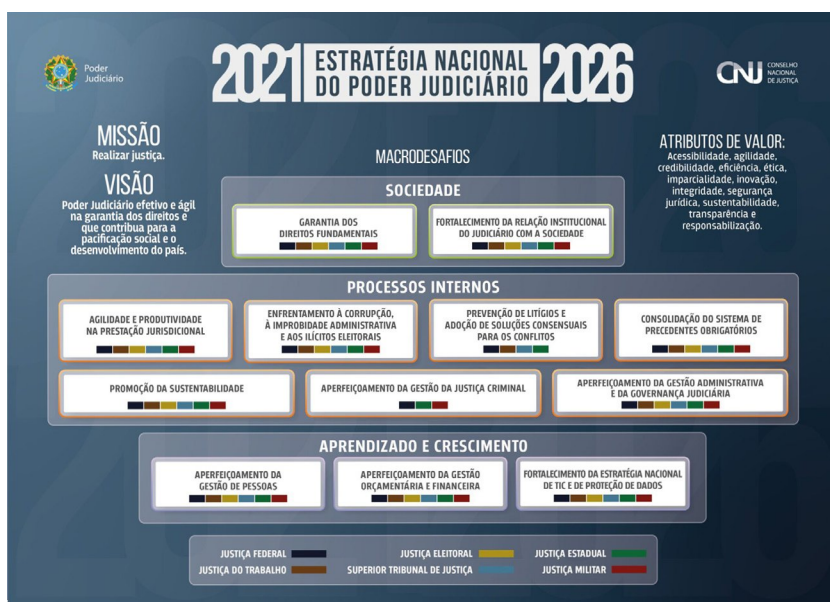 Poder
Judiciário
2021 ESTRATÉGIA NACIONAL
DO PODER JUDICIÁRIO 2026
CNJ CONSELHO
NACIONAL
DE JUSTIÇA
MISSÃO
Realizar justiça.
VISÃO
Poder Judiciário efetivo e ágil
na garantia dos direitos e
que contribua para a
pacificação social e o
desenvolvimento do país.
MACRODESAFIOS
ATRIBUTOS DE VALOR:
Acessibilidade, agilidade,
credibilidade, eficiência, ética,
imparcialidade, inovação,
integridade, segurança
jurídica, sustentabilidade,
transparência e
responsabilização.
SOCIEDADE
GARANTIA DOS
DIREITOS FUNDAMENTAIS
FORTALECIMENTO DA RELAÇÃO INSTITUCIONAL
DO JUDICIÁRIO COM A SOCIEDADE
PROCESSOS INTERNOS
AGILIDADE E PRODUTIVIDADE
NA PRESTAÇÃO JURISDICIONAL
ENFRENTAMENTO À CORRUPÇÃO,
À IMPROBIDADE ADMINISTRATIVA
E AOS ILÍCITOS ELEITORAIS
PREVENÇÃO DE LITÍGIOS E
ADOÇÃO DE SOLUÇÕES CONSENSUAIS
PARA OS CONFLITOS
CONSOLIDAÇÃO DO SISTEMA DE
PRECEDENTES OBRIGATÓRIOS
PROMOÇÃO DA SUSTENTABILIDADE
APERFEIÇOAMENTO DA GESTÃO DA JUSTIÇA CRIMINAL
APERFEIÇOAMENTO DA GESTÃO ADMINISTRATIVA
E DA GOVERNANÇA JUDICIÁRIA
APRENDIZADO E CRESCIMENTO
APERFEIÇOAMENTO DA
GESTÃO DE PESSOAS
APERFEIÇOAMENTO DA GESTÃO
ORÇAMENTÁRIA E FINANCEIRA
FORTALECIMENTO DA ESTRATÉGIA NACIONAL
DE TIC E DE PROTEÇÃO DE DADOS
JUSTIÇA FEDERAL
JUSTIÇA ELEITORAL
JUSTIÇA ESTADUAL
JUSTIÇA DO TRABALHO
SUPERIOR TRIBUNAL DE JUSTIÇA
JUSTIÇA MILITAR